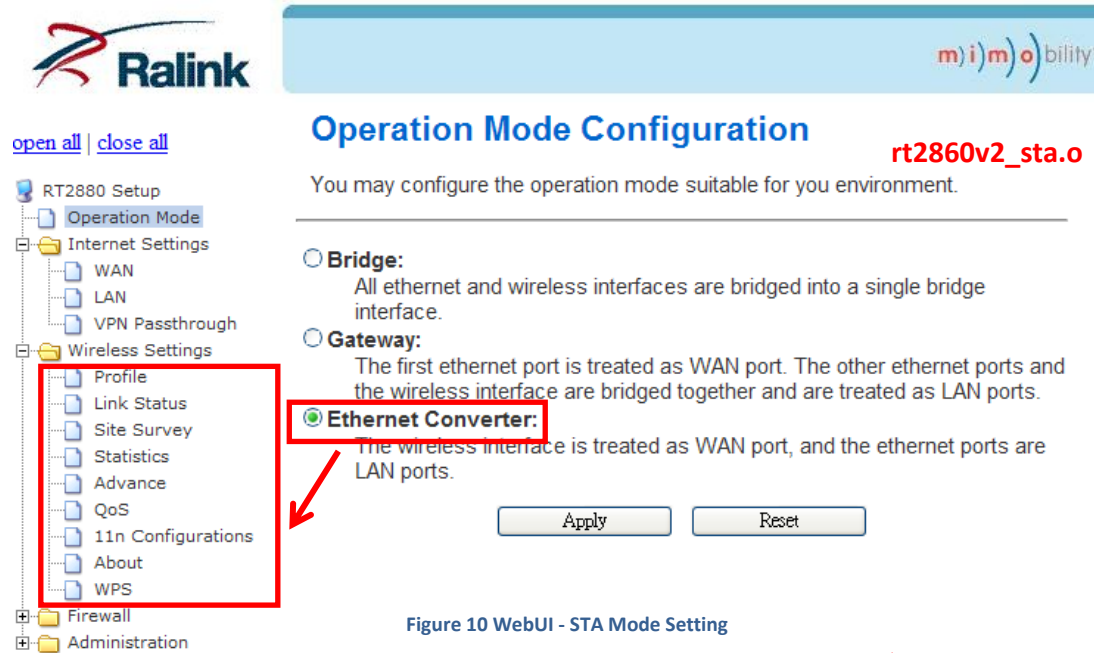 Ralink
m)i)m)o)bility
open all | close all
RT2880 Setup
Operation Mode
Internet Settings
WAN
LAN
VPN Passthrough
Wireless Settings
Profile
Link Status
Site Survey
Statistics
Advance
QoS
11n Configurations
About
WPS
Firewall
Administration
Operation Mode Configuration
rt2860v2_sta.o
You may configure the operation mode suitable for you environment.
Bridge:
All ethernet and wireless interfaces are bridged into a single bridge
interface.
Gateway:
The first ethernet port is treated as WAN port. The other ethernet ports and
the wireless interface are bridged together and are treated as LAN ports.
Ethernet Converter:
The wireless interface is treated as WAN port, and the ethernet ports are
LAN ports.
Apply
Reset
Figure 10 WebUI - STA Mode Setting